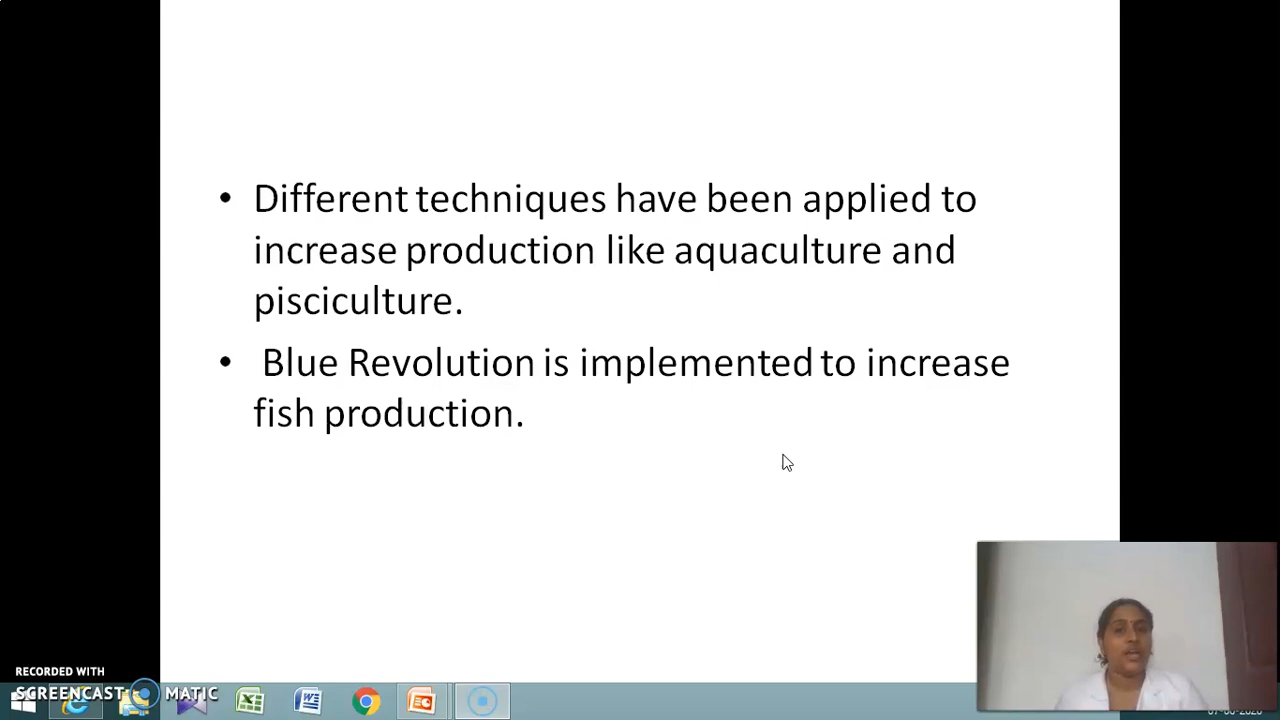 • Different techniques have been applied to
increase production like aquaculture and
pisciculture.
• Blue Revolution is implemented to increase
fish production.
RECORDED WITH
SCREENCAST MATIC